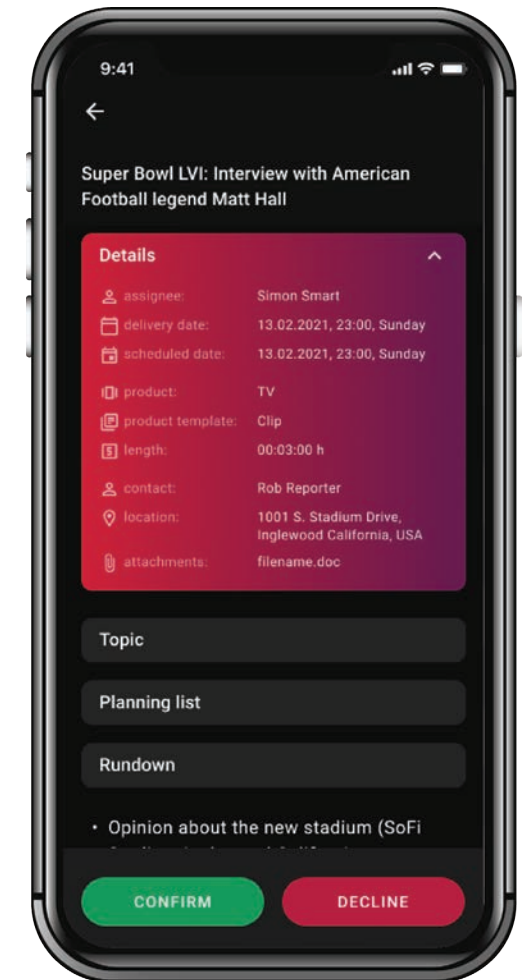 9:41
Super Bowl LVI: Interview with American
Football legend Matt Hall
Details
assignee: Simon Smart
delivery date: 13.02.2021, 23:00, Sunday
scheduled date: 13.02.2021, 23:00, Sunday
product: TV
product template: Clip
length: 00:03:00 h
contact: Rob Reporter
location: 1001 S. Stadium Drive,
Inglewood California, USA
attachments: filename.doc
Topic
Planning list
Rundown
• Opinion about the new stadium (SoFi
CONFIRM DECLINE